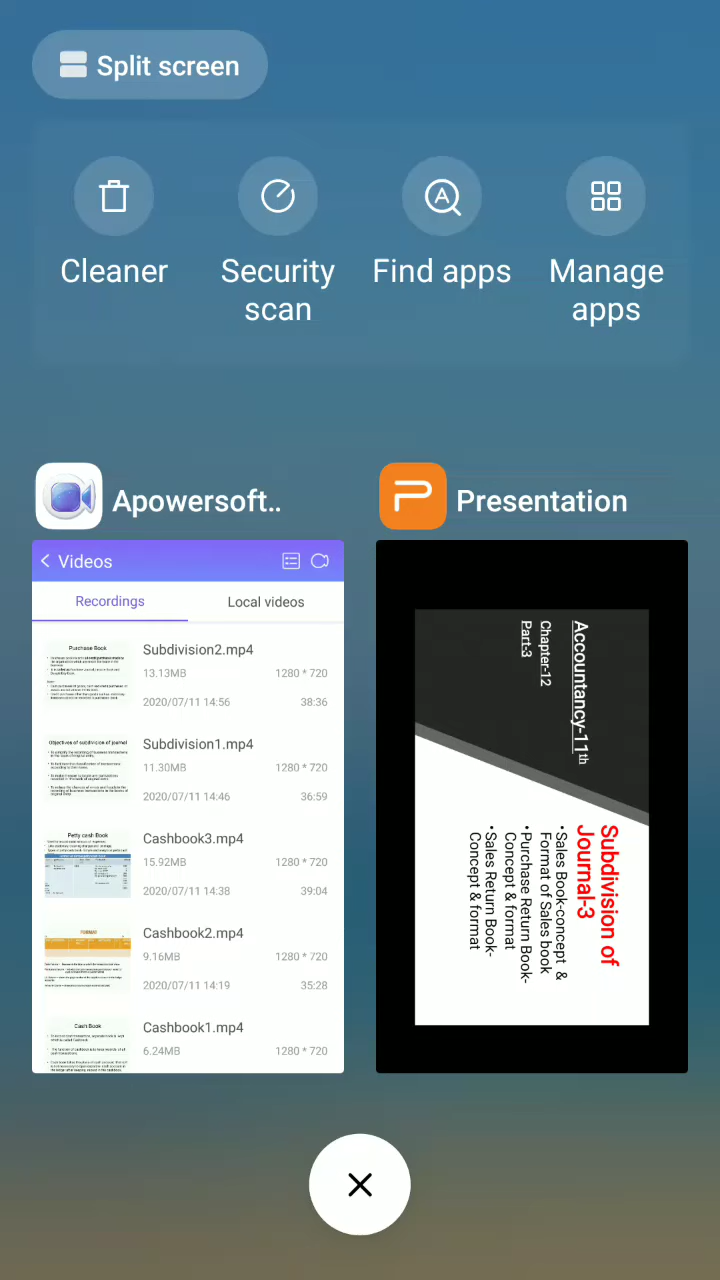 Split screen
Cleaner
Security
scan
Find apps
Manage
apps
Apowersoft..
Presentation
Videos
Recordings
Local videos
Purchase Book
Subdivision2.mp4
13.13MB
1280 * 720
2020/07/11 14:56
38:36
Objectives of subdivision of journal
Subdivision1.mp4
11.30MB
1280 * 720
2020/07/11 14:46
36:59
Petty cash Book
Cashbook3.mp4
15.92MB
1280 * 720
2020/07/11 14:38
39:04
FORMAT
Cashbook2.mp4
9.16MB
1280 * 720
2020/07/11 14:19
35:28
Cash Book
Cashbook1.mp4
6.24MB
1280 * 720
Accountancy-11th
Chapter-12
Part-3
Subdivision of
Journal-3
•Sales Book-concept &
Format of Sales book
•Purchase Return Book-
Concept & format
•Sales Return Book-
Concept & format